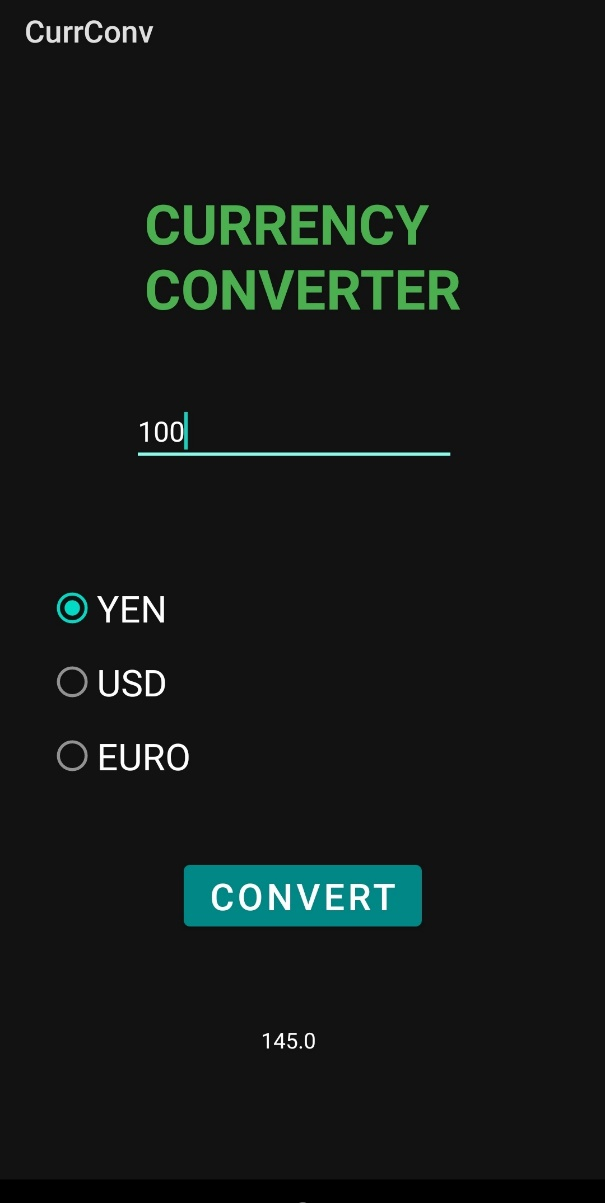 CurrConv
CURRENCY
CONVERTER
100
YEN
USD
EURO
CONVERT
145.0